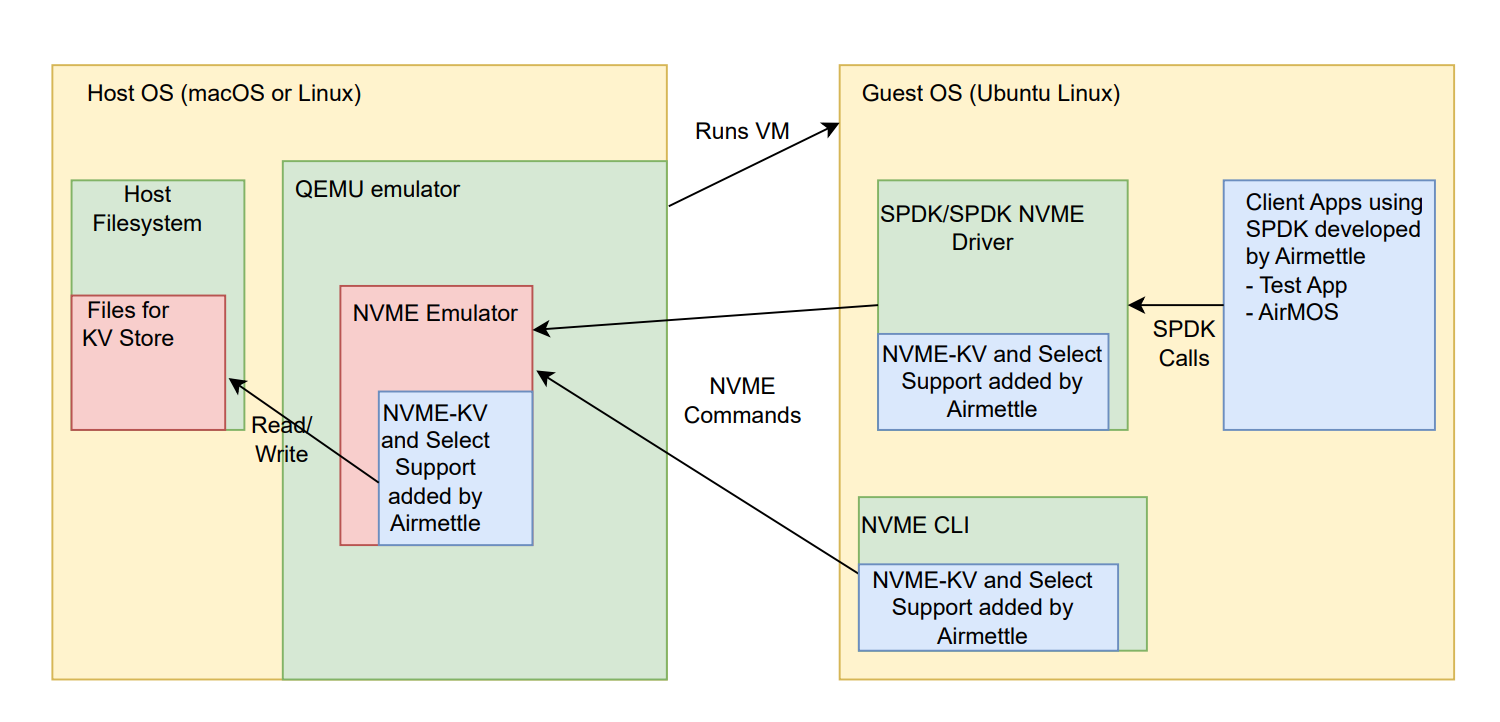 Host OS (macOS or Linux)
Host
Filesystem
Files for
KV Store
Read/
Write
QEMU emulator
NVME Emulator
NVME-KV
and Select
Support
added by
Airmettle
Runs VM
NVME
Commands
Guest OS (Ubuntu Linux)
SPDK/SPDK NVME
Driver
NVME-KV and Select
Support added by
Airmettle
SPDK
Calls
Client Apps using
SPDK developed
by Airmettle
- Test App
- AirMOS
NVME CLI
NVME-KV and Select
Support added by
Airmettle